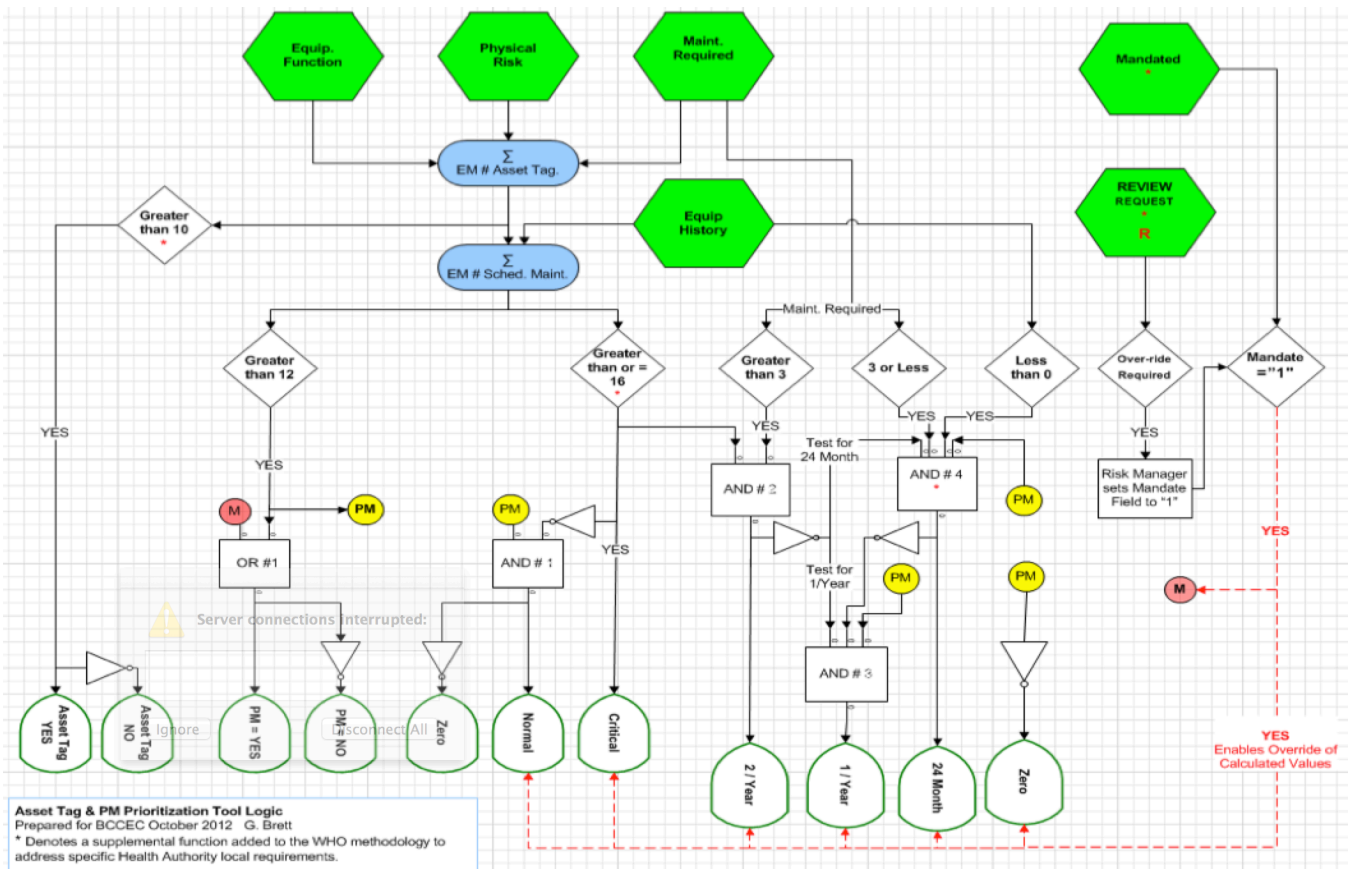 Equip.
Function
Physical
Risk
Maint.
Required
Mandated
*
Σ
EM # Asset Tag.
REVIEW
REQUEST
*
R
Greater
than 10
*
Equip
History
Σ
EM # Sched. Maint.
Maint. Required
Greater
than 12
Greater
than or =
16
*
Greater
than 3
3 or Less
Less
than 0
Over-ride
Required
Mandate
="1"
YES
YES
YES
YES
YES
YES
Test for
24 Month
AND # 2
AND # 4
*
PM
Risk Manager
sets Mandate
Field to "1"
M
PM
PM
YES
YES
OR #1
AND # 1
Test for
1/Year
PM
PM
M
Server connections interrupted:
AND # 3
Asset Tag
YES
Asset Tag
NO
PM = YES
PM = NO
Zero
Normal
Critical
Ignore
Disconnect All
2 / Year
1 / Year
24 Month
Zero
YES
Enables Override of
Calculated Values
Asset Tag & PM Prioritization Tool Logic
Prepared for BCCEC October 2012 G. Brett
* Denotes a supplemental function added to the WHO methodology to
address specific Health Authority local requirements.